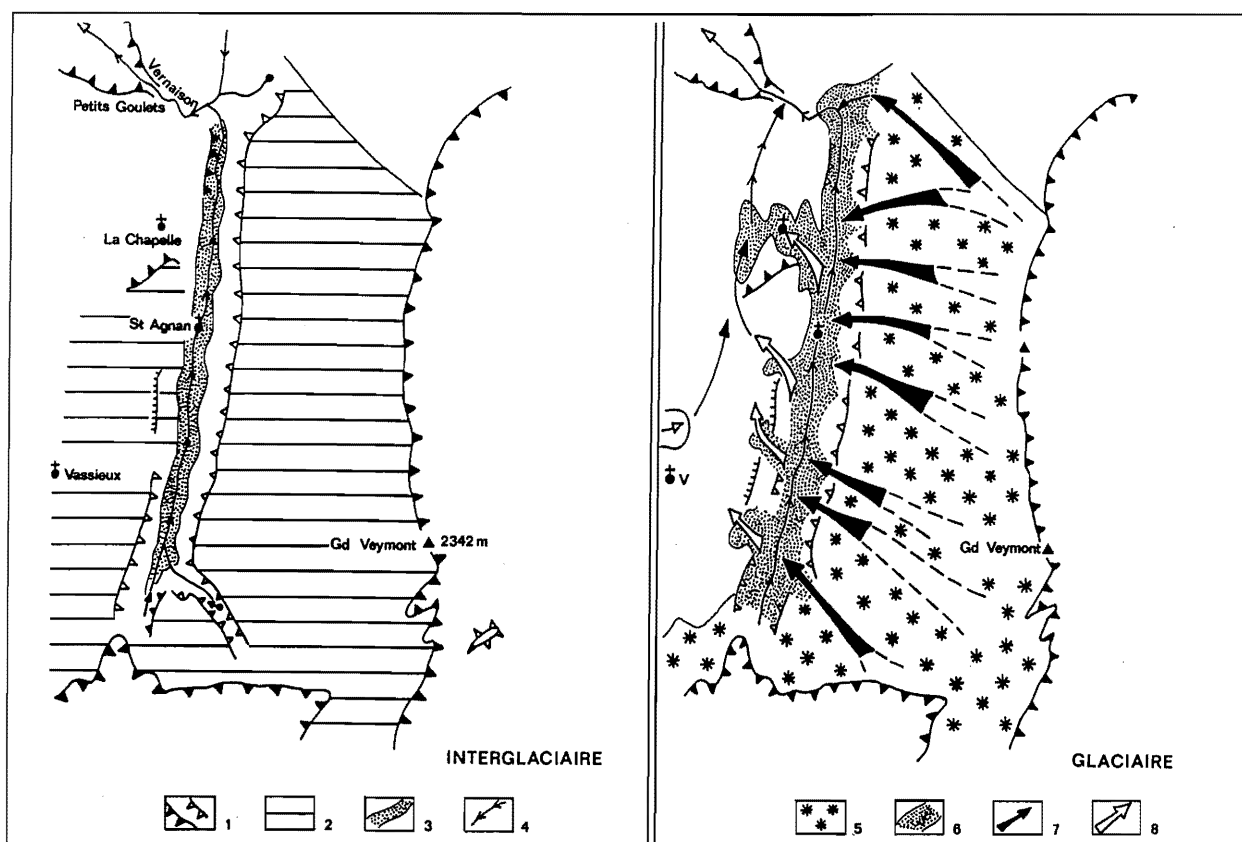 Vernaison
Petits Goulets
La Chapelle
St Agnan
Vassieux
Gd Veymont 2342 m
INTERGLACIAIRE
1 2 3 4
V
Gd Veymont
GLACIAIRE
5 6 7 8